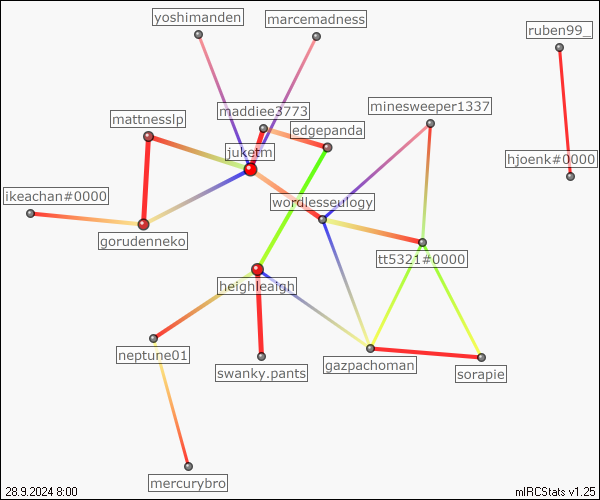 yoshimanden
marcemadness
ruben99_
maddiee3773
minesweeper1337
mattnesslp
edgepanda
juketm
hjoenk#0000
ikeachan#0000
wordlesseulogy
gorudenneko
tt5321#0000
heighleaigh
neptune01
gazpachoman
swanky.pants
sorapie
mercurybro
28.9.2024 8:00
mIRCStats v1.25